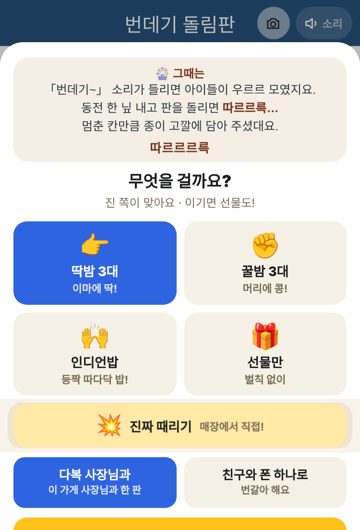 번데기 돌림판
소리
그때는
「번데기~」 소리가 들리면 아이들이 우르르 모였지요.
동전 한 닢 내고 판을 돌리면 따르르륵...
멈춘 칸만큼 종이 고깔에 담아 주셨대요.
따르르르륵
무엇을 걸까요?
진 쪽이 맞아요 · 이기면 선물도!
딱밤 3대
이마에 딱!
꿀밤 3대
머리에 콩!
인디언밥
등짝 따다닥 밥!
선물만
벌칙 없이
진짜 때리기 매장에서 직접!
다복 사장님과
이 가게 사장님과 한 판
친구와 폰 하나로
번갈아 해요